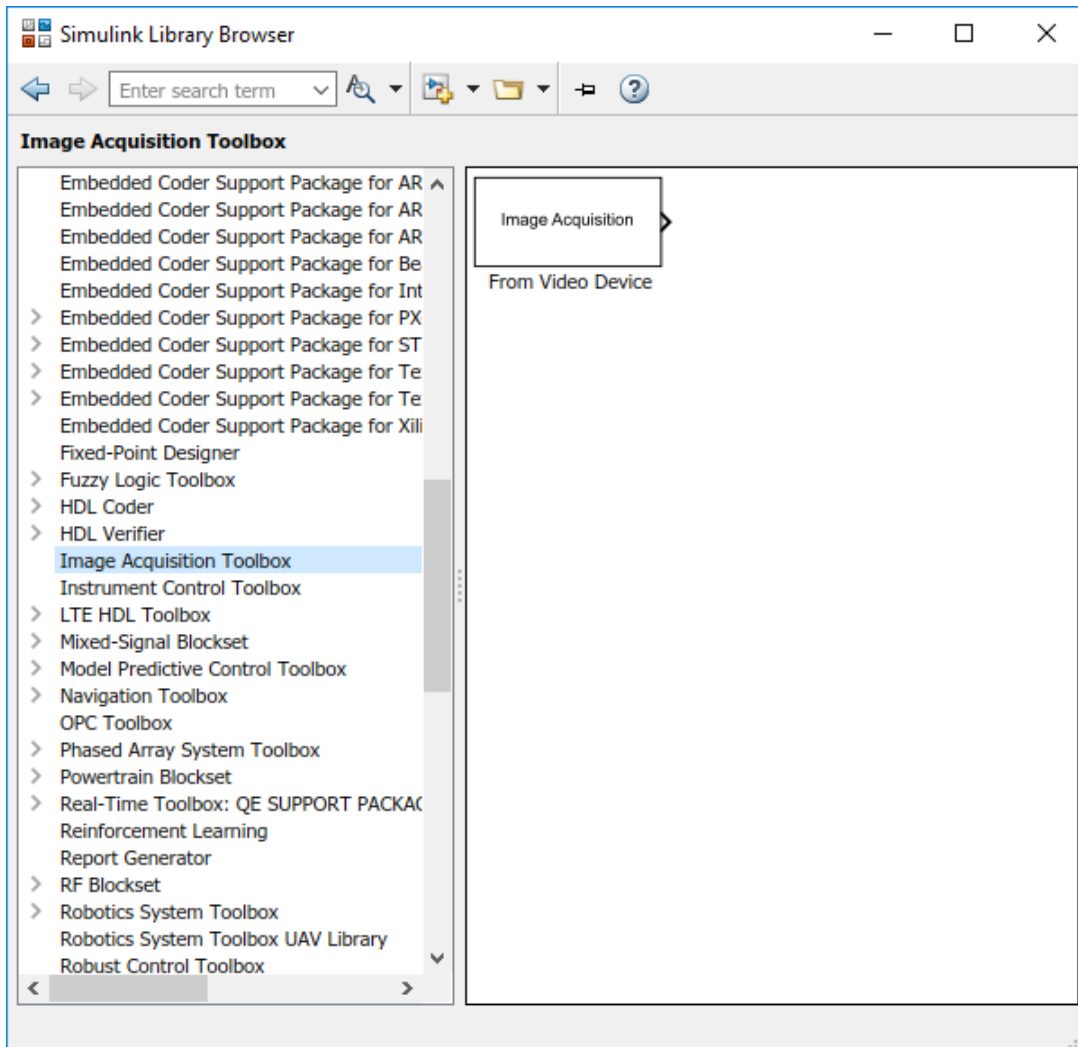 Simulink Library Browser
Enter search term
Image Acquisition Toolbox
Embedded Coder Support Package for AR
Embedded Coder Support Package for AR
Embedded Coder Support Package for AR
Embedded Coder Support Package for Be
Embedded Coder Support Package for Int
Embedded Coder Support Package for PX
Embedded Coder Support Package for ST
Embedded Coder Support Package for Te
Embedded Coder Support Package for Te
Embedded Coder Support Package for Xili
Fixed-Point Designer
Fuzzy Logic Toolbox
HDL Coder
HDL Verifier
Image Acquisition Toolbox
Instrument Control Toolbox
LTE HDL Toolbox
Mixed-Signal Blockset
Model Predictive Control Toolbox
Navigation Toolbox
OPC Toolbox
Phased Array System Toolbox
Powertrain Blockset
Real-Time Toolbox: QE SUPPORT PACKAG
Reinforcement Learning
Report Generator
RF Blockset
Robotics System Toolbox
Robotics System Toolbox UAV Library
Robust Control Toolbox
Image Acquisition
From Video Device